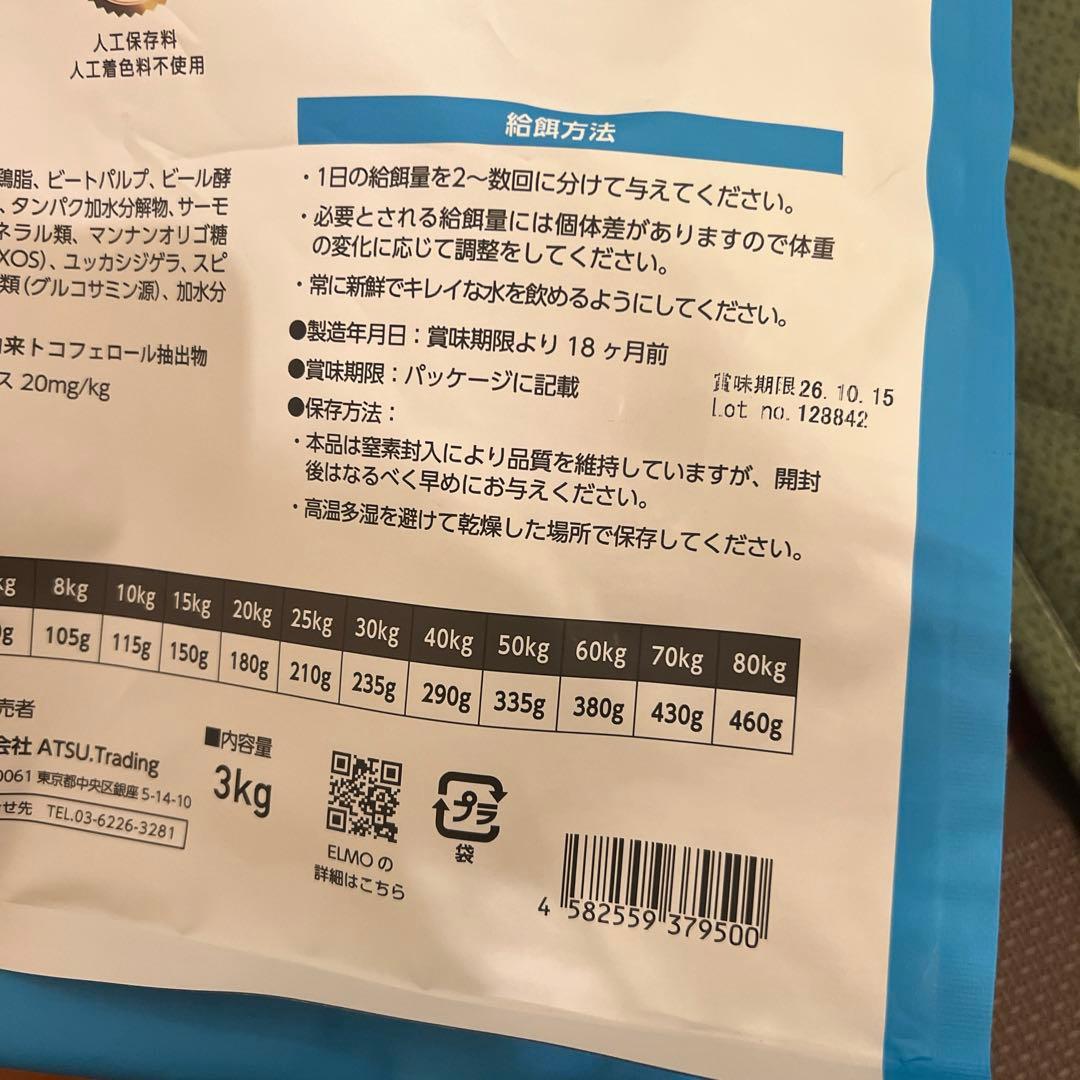 人工保存料
人工着色料不使用
給餌方法
・1日の給餌量を2〜数回に分けて与えてください。
・必要とされる給餌量には個体差がありますので体重
の変化に応じて調整をしてください。
・常に新鮮でキレイな水を飲めるようにしてください。
●製造年月日：賞味期限より 18 ヶ月前
●賞味期限：パッケージに記載
賞味期限26. 10. 15
Lot no. 128842
●保存方法：
・本品は窒素封入により品質を維持していますが、開封
後はなるべく早めにお与えください。
・高温多湿を避けて乾燥した場所で保存してください。
鶏脂、ビートパルプ、ビール酵
、タンパク加水分解物、サーモ
ネラル類、マンナンオリゴ糖
XOS）、ユッカシジゲラ、スピ
類（グルコサミン源）、加水分
来トコフェロール抽出物
ス 20mg/kg
kg 8kg 10kg 15kg 20kg 25kg 30kg 40kg 50kg 60kg 70kg 80kg
g 105g 115g 150g 180g 210g 235g 290g 335g 380g 430g 460g
売者
会社 ATSU.Trading
0061 東京都中央区銀座 5-14-10
せ先 TEL.03-6226-3281
■内容量
3kg
ELMO の
詳細はこちら
プラ
袋
4 582559 379500